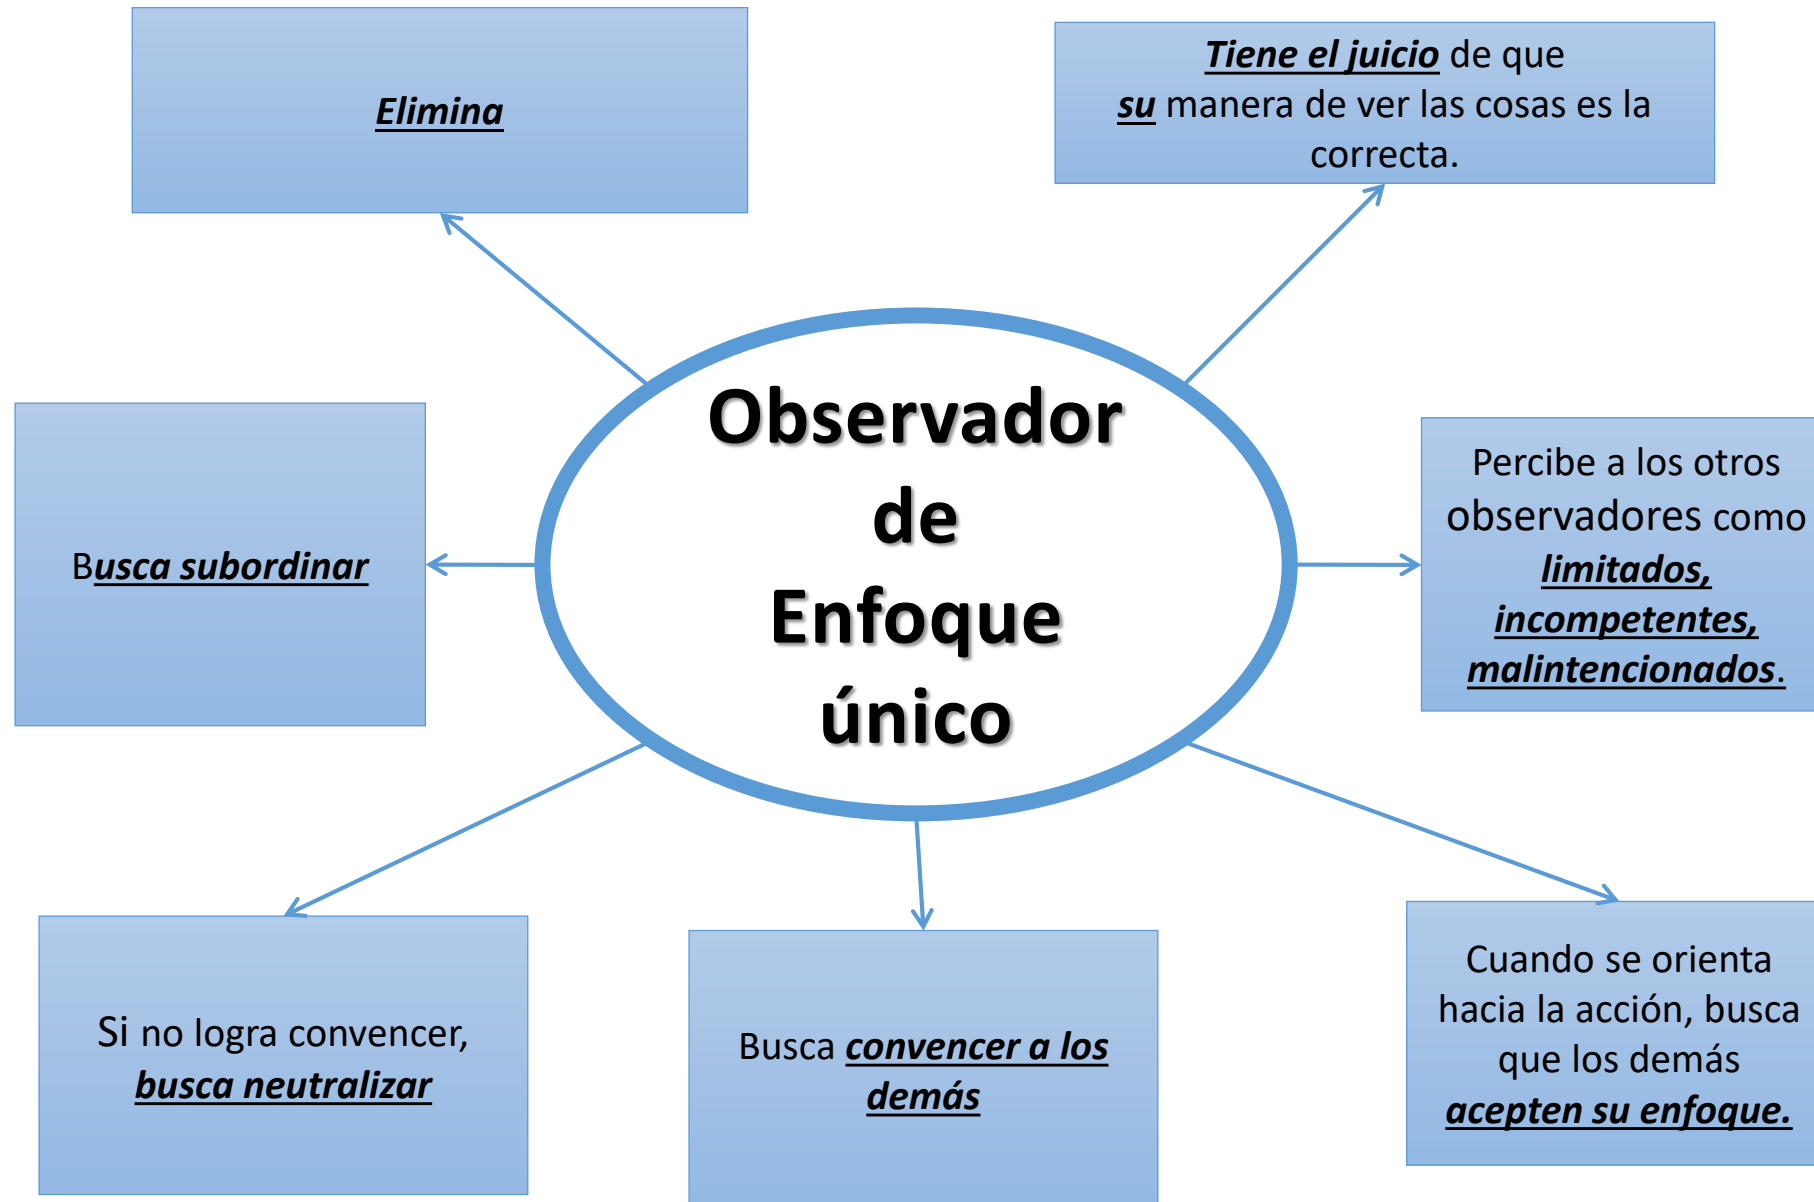 Elimina
Tiene el juicio de que
su manera de ver las cosas es la
correcta.
Observador
de
Enfoque
único
Busca subordinar
Percibe a los otros
observadores como
limitados,
incompetentes,
malintencionados.
Si no logra convencer,
busca neutralizar
Busca convencer a los
demás
Cuando se orienta
hacia la acción, busca
que los demás
acepten su enfoque.